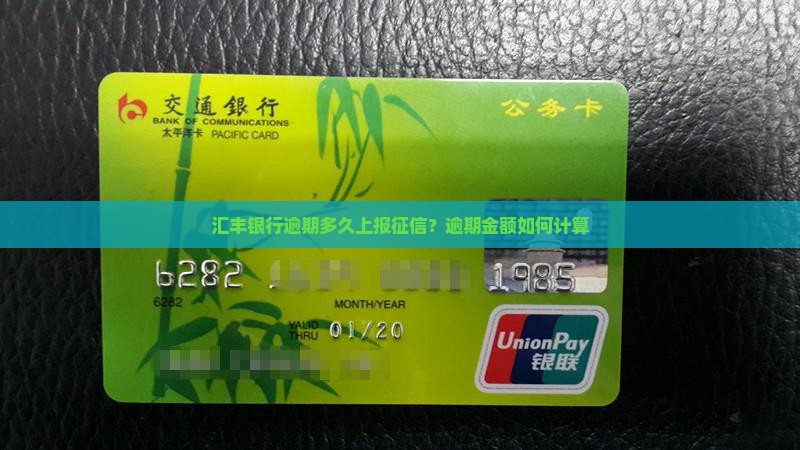 交通銀行
BANK OF COMMUNICATIONS
太平洋卡 PACIFIC CARD
公务卡
汇丰银行逾期多久上报征信？逾期金额如何计算
6282
1985
6282
MONTH/YEAR
VALID
THRU 01/20
UnionPay
银联